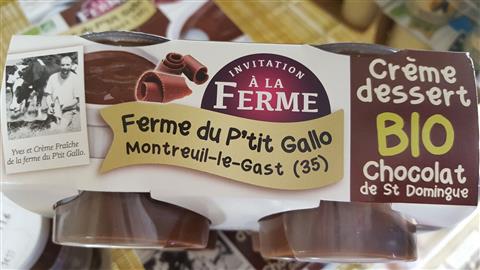 INVITATION
À LA
FERME
Ferme du P'tit Gallo
Montreuil-le-Gast (35)
Yves et Crème Fraîche
de la ferme du P'tit Gallo.
Crème
dessert
BIO
Chocolat
de St Domingue